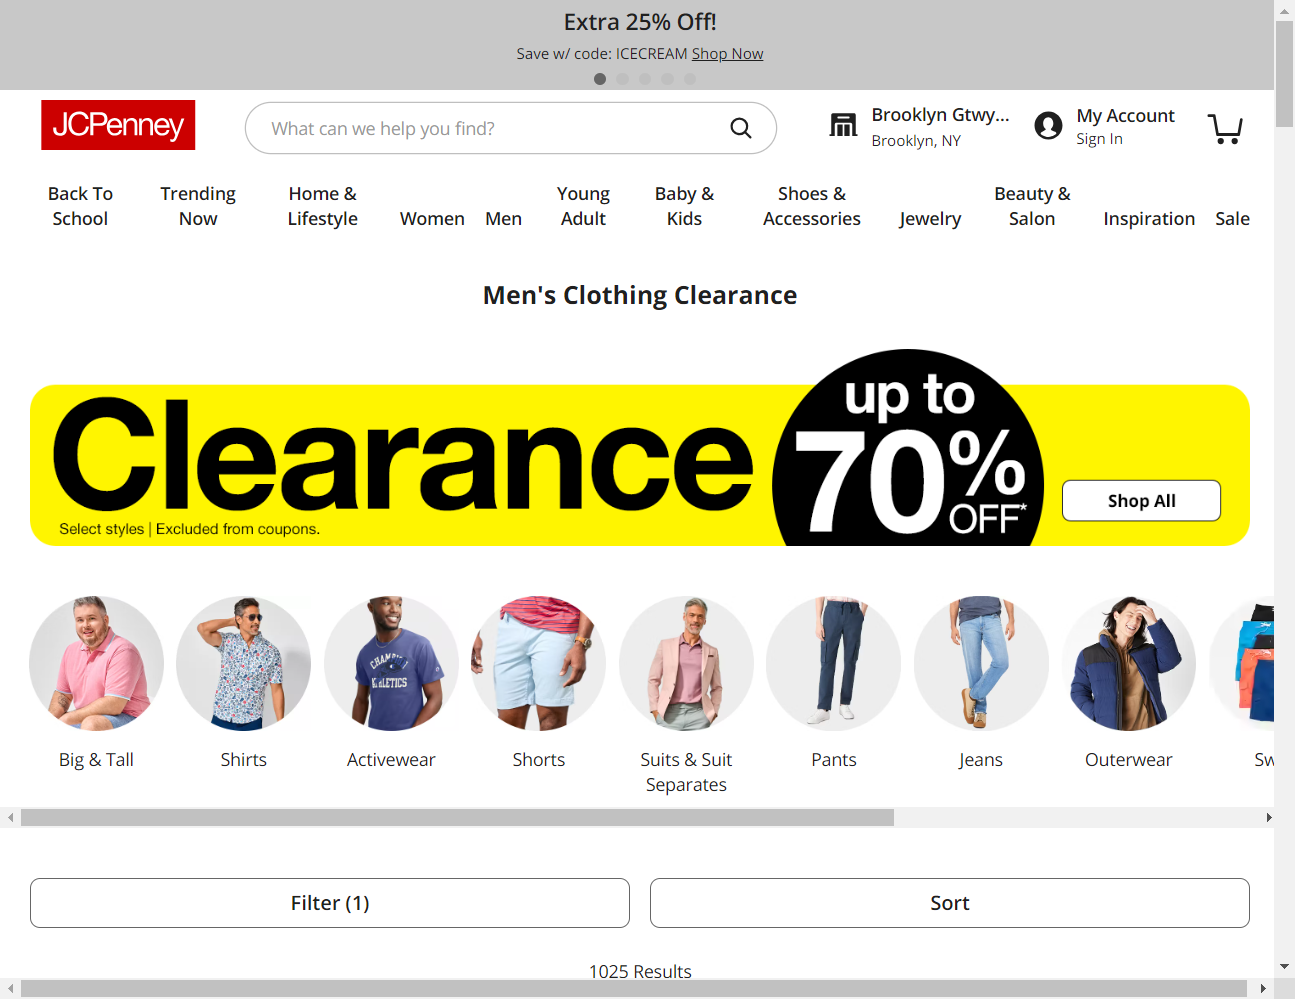 Extra 25% Off!
Save w/ code: ICECREAM Shop Now
JCPenney
What can we help you find?
Brooklyn Gtwy...
Brooklyn, NY
My Account
Sign In
Back To School
Trending Now
Home & Lifestyle
Women
Men
Young Adult
Baby & Kids
Shoes & Accessories
Jewelry
Beauty & Salon
Inspiration
Sale
Men's Clothing Clearance
Clearance
up to
70%
OFF*
Select styles | Excluded from coupons.
Shop All
Big & Tall
Shirts
Activewear
Shorts
Suits & Suit
Separates
Pants
Jeans
Outerwear
Sw
Filter (1)
Sort
1025 Results